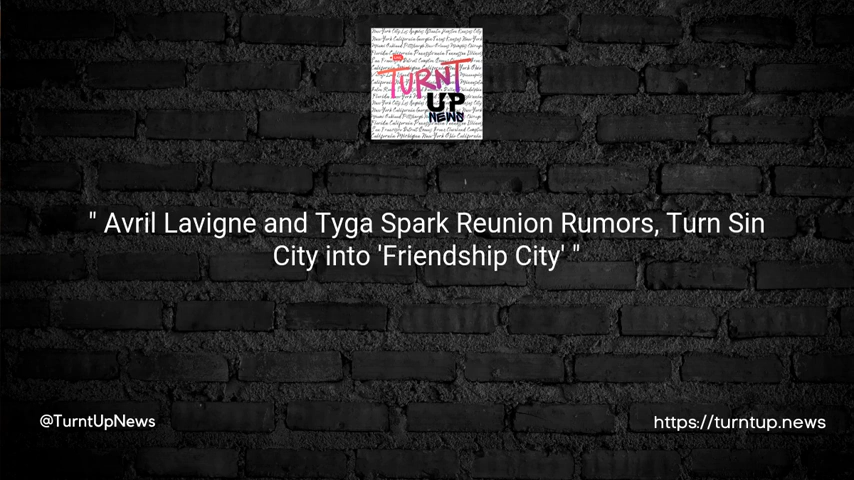 TURNT
UP
NEWS
" Avril Lavigne and Tyga Spark Reunion Rumors, Turn Sin
City into 'Friendship City' "
@TurntUpNews
https://turntup.news